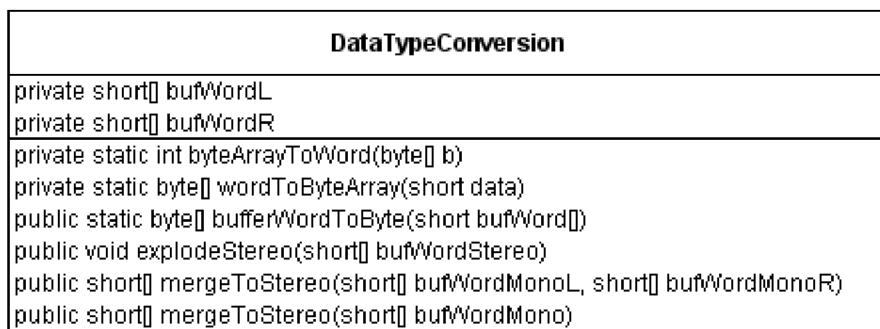 DataTypeConversion
private short[] bufWordL
private short[] bufWordR
private static int byteArrayToWord(byte[] b)
private static byte[] wordToByteArray(short data)
public static byte[] bufferWordToByte(short bufWord[])
public void explodeStereo(short[] bufWordStereo)
public short[] mergeToStereo(short[] bufWordMonoL, short[] bufWordMonoR)
public short[] mergeToStereo(short[] bufWordMono)